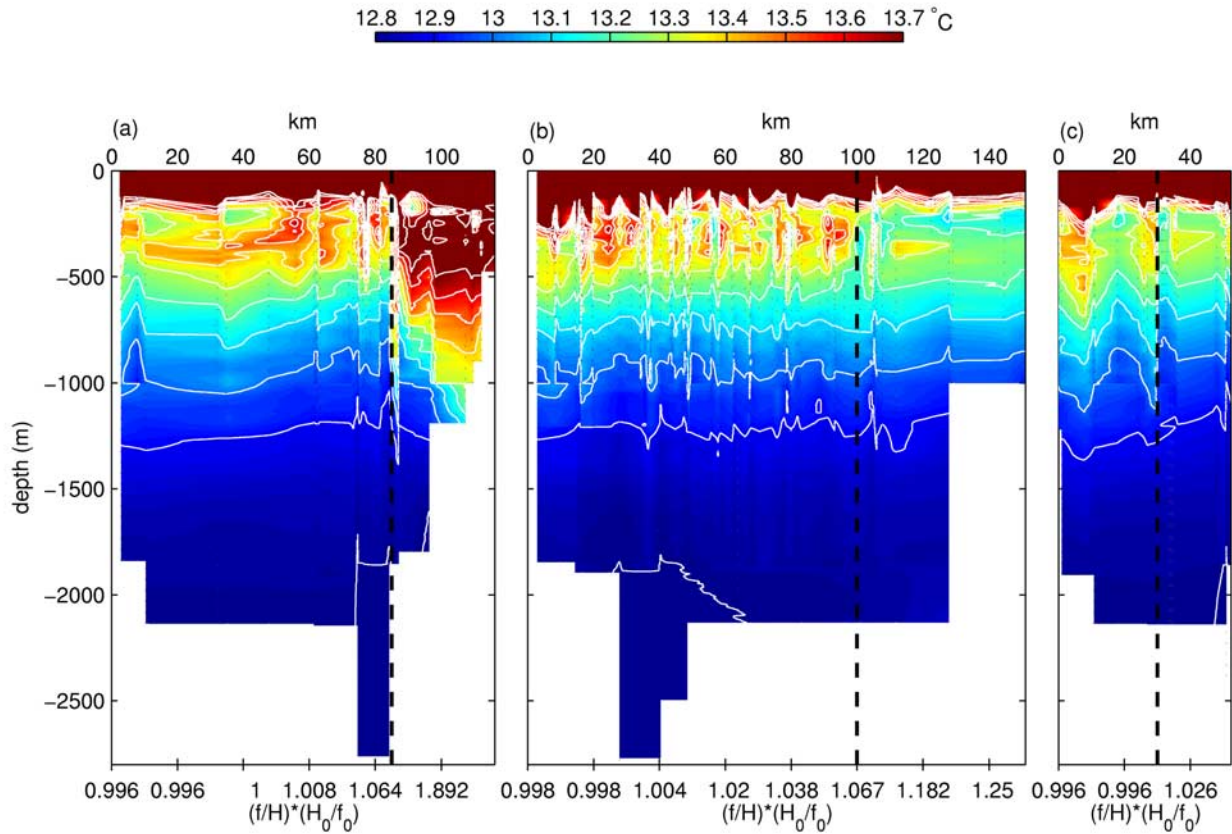 12.8 12.9 13 13.1 13.2 13.3 13.4 13.5 13.6 13.7 °C
(a) km
0 20 40 60 80 100
(b) km
0 20 40 60 80 100 120 140
(c) km
0 20 40
0
−500
−1000
−1500
−2000
−2500
depth (m)
0.996 0.996 1 1.008 1.064 1.892
(f/H)*(H0/f0)
0.998 0.998 1.004 1.02 1.038 1.067 1.182 1.25
(f/H)*(H0/f0)
0.996 0.996 1.026
(f/H)*(H0/f0)